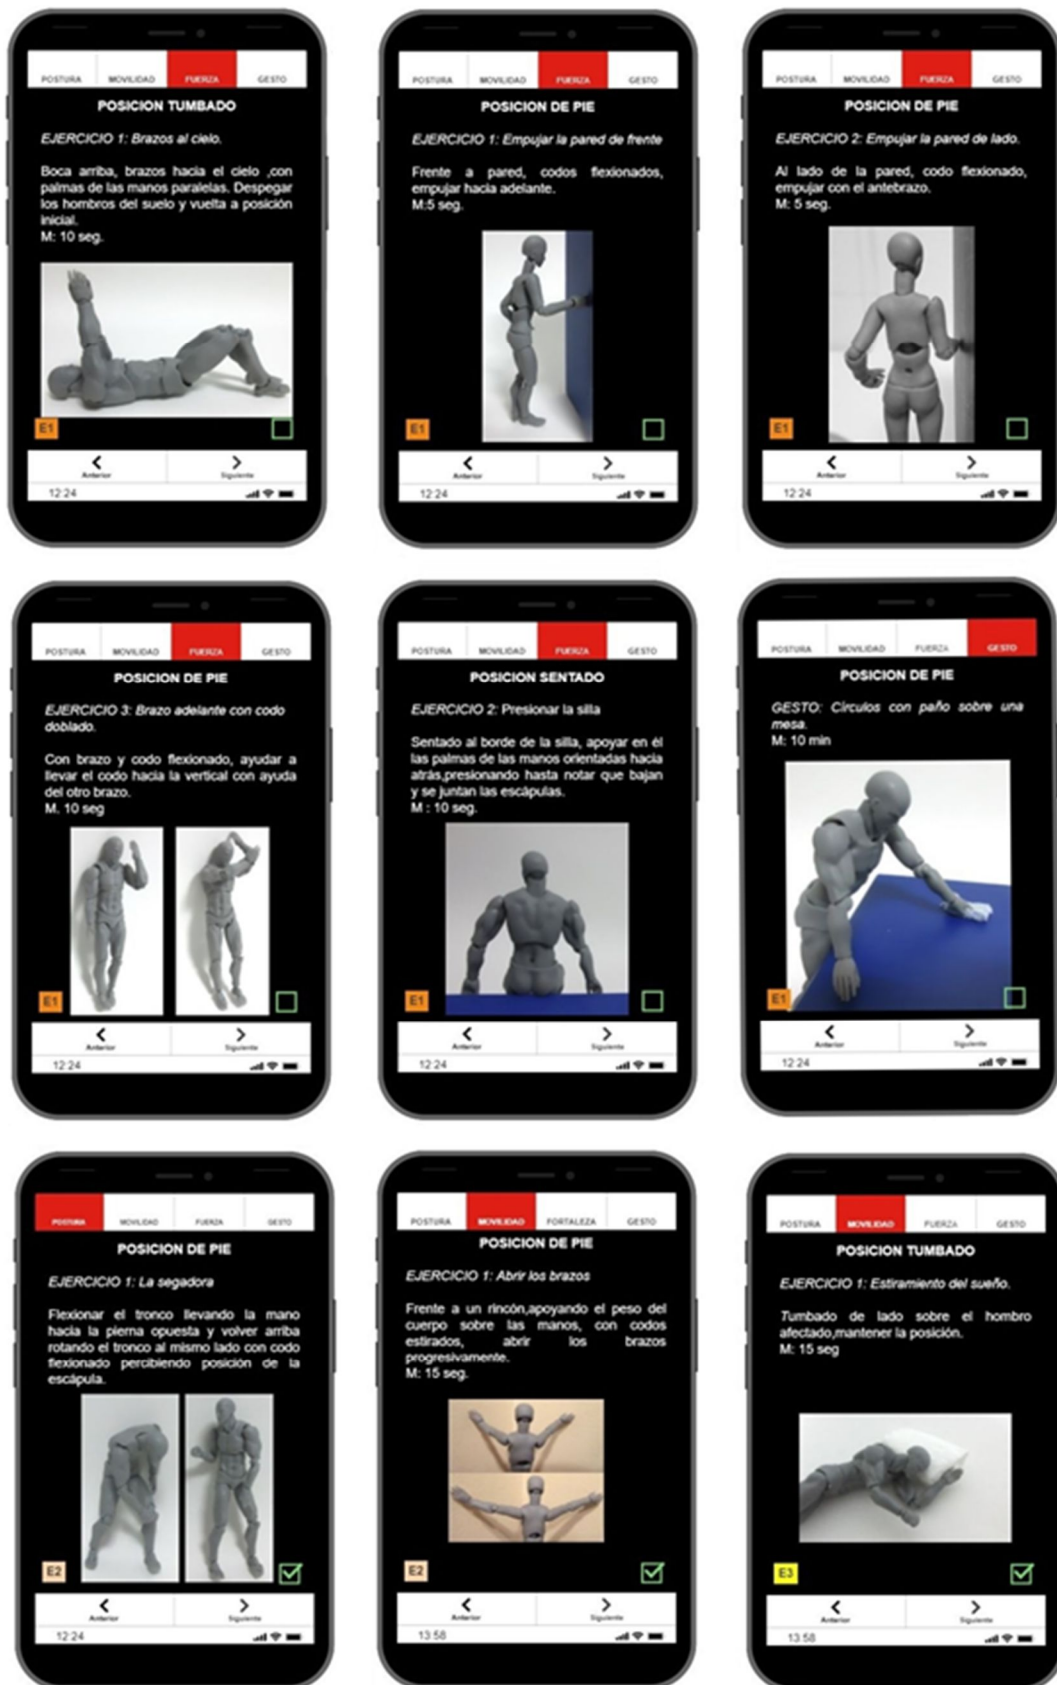 POSTURA MOVILIDAD FUERZA GESTO
POSICION TUMBADO
EJERCICIO 1: Brazos al cielo.
Boca arriba, brazos hacia el cielo ,con
palmas de las manos paralelas. Despegar
los hombros del suelo y vuelta a posición
inicial.
M: 10 seg.
E1
Anterior Siguiente
12:24
POSTURA MOVILIDAD FUERZA GESTO
POSICION DE PIE
EJERCICIO 1: Empujar la pared de frente
Frente a pared, codos flexionados,
empujar hacia adelante.
M:5 seg.
E1
Anterior Siguiente
12:24
POSTURA MOVILIDAD FUERZA GESTO
POSICION DE PIE
EJERCICIO 2: Empujar la pared de lado.
Al lado de la pared, codo flexionado,
empujar con el antebrazo.
M: 5 seg.
E1
Anterior Siguiente
12:24
POSTURA MOVILIDAD FUERZA GESTO
POSICION DE PIE
EJERCICIO 3: Brazo adelante con codo
doblado.
Con brazo y codo flexionado, ayudar a
llevar el codo hacia la vertical con ayuda
del otro brazo.
M. 10 seg
E1
Anterior Siguiente
12:24
POSTURA MOVILIDAD FUERZA GESTO
POSICION SENTADO
EJERCICIO 2: Presionar la silla
Sentado al borde de la silla, apoyar en él
las palmas de las manos orientadas hacia
atrás,presionando hasta notar que bajan
y se juntan las escápulas.
M : 10 seg.
E1
Anterior Siguiente
12:24
POSTURA MOVILIDAD FUERZA GESTO
POSICION DE PIE
GESTO: Círculos con paño sobre una
mesa.
M: 10 min
E1
Anterior Siguiente
12:24
POSTURA MOVILIDAD FUERZA GESTO
POSICION DE PIE
EJERCICIO 1: La segadora
Flexionar el tronco llevando la mano
hacia la pierna opuesta y volver arriba
rotando el tronco al mismo lado con codo
flexionado percibiendo posición de la
escápula.
E2
Anterior Siguiente
12:24
POSTURA MOVILIDAD FORTALEZA GESTO
POSICION DE PIE
EJERCICIO 1: Abrir los brazos
Frente a un rincón,apoyando el peso del
cuerpo sobre las manos, con codos
estirados, abrir los brazos
progresivamente.
M: 15 seg.
E2
Anterior Siguiente
13:58
POSTURA MOVILIDAD FUERZA GESTO
POSICION TUMBADO
EJERCICIO 1: Estiramiento del sueño.
Tumbado de lado sobre el hombro
afectado,mantener la posición.
M: 15 seg
E3
Anterior Siguiente
13:58